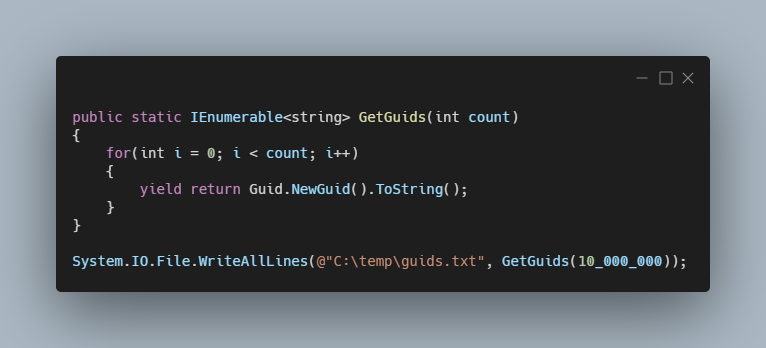 public static IEnumerable<string> GetGuids(int count)
{
    for(int i = 0; i < count; i++)
    {
        yield return Guid.NewGuid().ToString();
    }
}

System.IO.File.WriteAllLines(@"C:\temp\guids.txt", GetGuids(10_000_000));